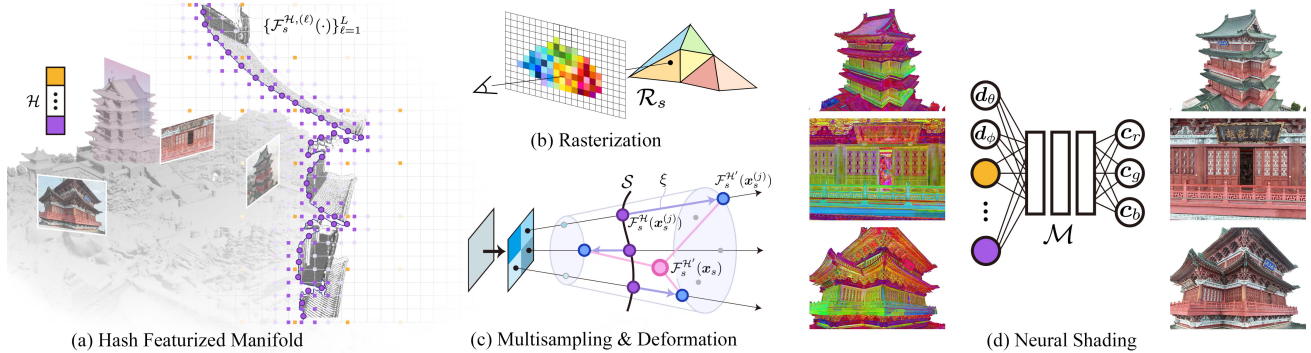 {ℱ_s^{ℋ,(ℓ)}(·)}_{ℓ=1}^L
ℋ
(a) Hash Featurized Manifold
ℛ_s
(b) Rasterization
𝒮
ξ
ℱ_s^{ℋ'}(𝒙_s^{(j)})
ℱ_s^{ℋ}(𝒙_s^{(j)})
ℱ_s^{ℋ'}(𝒙_s)
(c) Multisampling & Deformation
𝒅_θ
𝒅_ϕ
ℳ
𝒄_r
𝒄_g
𝒄_b
(d) Neural Shading